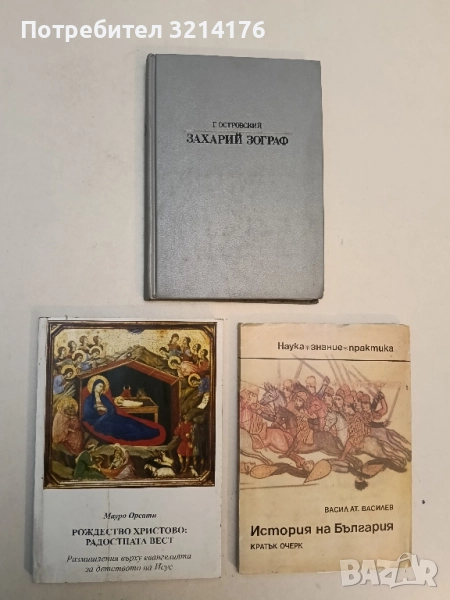 Потребител 3214176
Г. ОСТРОВСКИЙ
ЗАХАРИЙ ЗОГРАФ
Мауро Орсати
РОЖДЕСТВО ХРИСТОВО:
РАДОСТНАТА ВЕСТ
Размишления върху евангелията
за детството на Исус
Наука • знание • практика
ВАСИЛ АТ. ВАСИЛЕВ
История на България
КРАТЪК ОЧЕРК
BAZAR